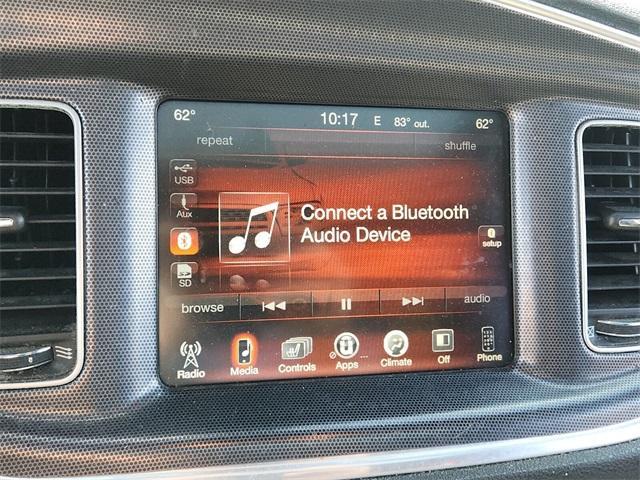 62° 10:17 E 83° out. 62°
repeat shuffle
USB
Aux
Connect a Bluetooth
Audio Device
setup
SD
browse audio
Radio Media Controls Apps ... Climate Off Phone